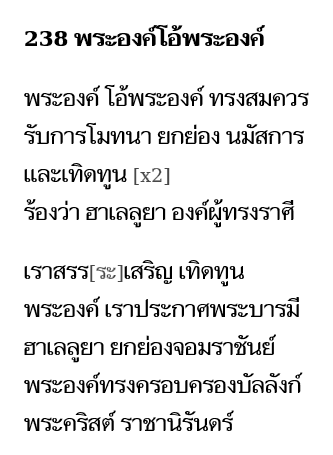 238 พระองค์โอ้พระองค์
พระองค์ โอ้พระองค์ ทรงสมควร
รับการโมทนา ยกย่อง นมัสการ
และเทิดทูน [x2]
ร้องว่า ฮาเลลูยา องค์ผู้ทรงราศี
เราสรร[ระ]เสริญ เทิดทูน
พระองค์ เราประกาศพระบารมี
ฮาเลลูยา ยกย่องจอมราชันย์
พระองค์ทรงครอบครองบัลลังก์
พระคริสต์ ราชานิรันดร์